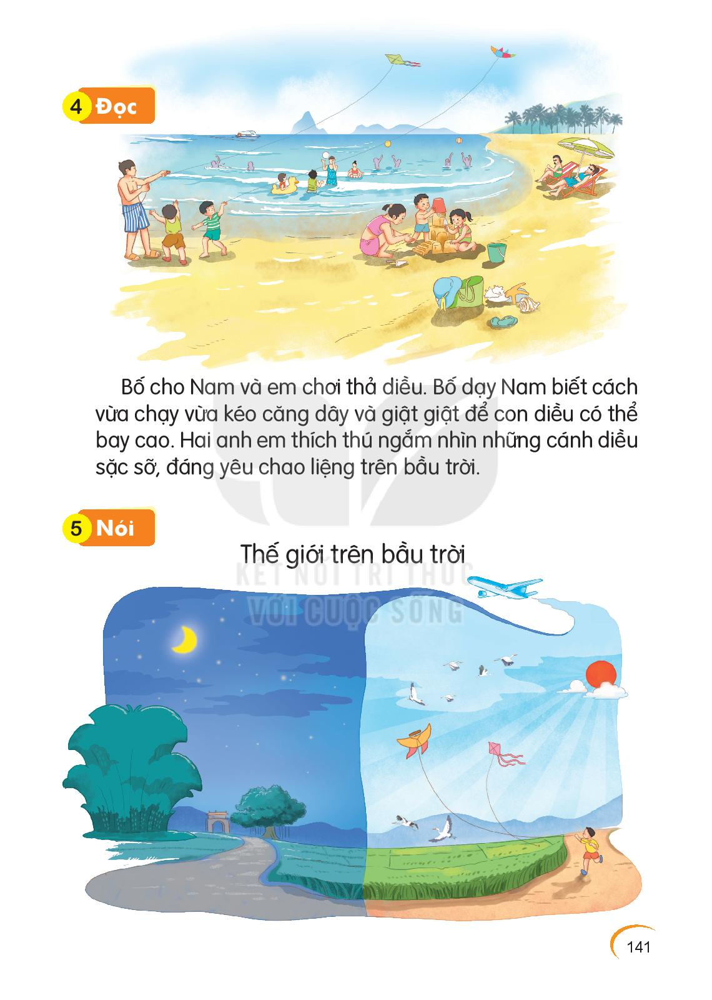 4 Đọc
Bố cho Nam và em chơi thả diều. Bố dạy Nam biết cách
vừa chạy vừa kéo căng dây và giật giật để con diều có thể
bay cao. Hai anh em thích thú ngắm nhìn những cánh diều
sặc sỡ, đáng yêu chao liệng trên bầu trời.
5 Nói
Thế giới trên bầu trời
KẾT NỐI TRI THỨC
VỚI CUỘC SỐNG
141